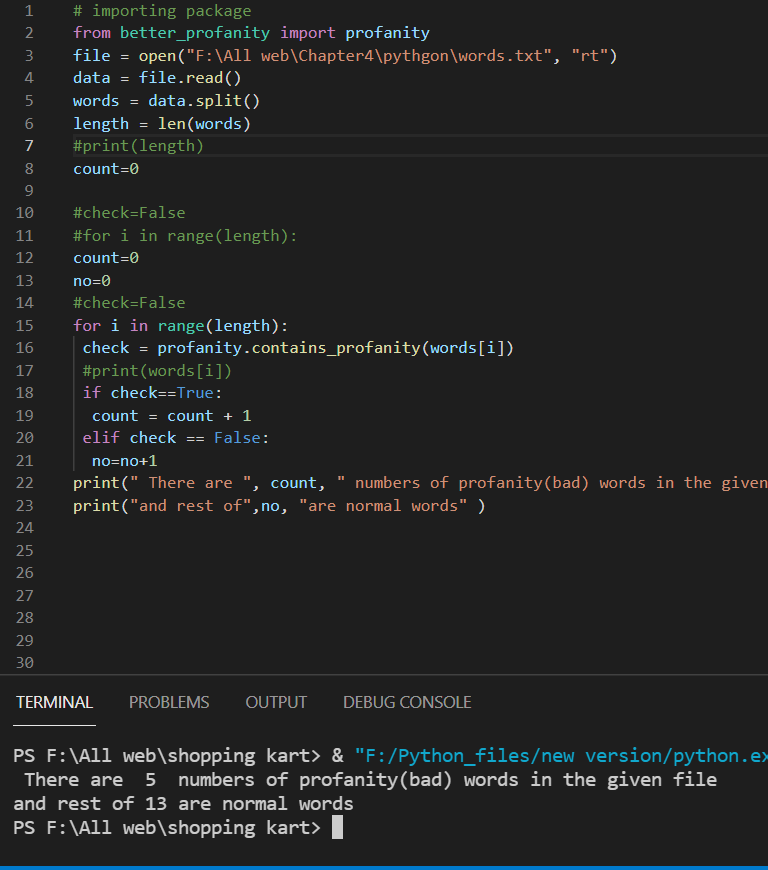 1 # importing package
2 from better_profanity import profanity
3 file = open("F:\All web\Chapter4\pythgon\words.txt", "rt")
4 data = file.read()
5 words = data.split()
6 length = len(words)
7 #print(length)
8 count=0
9
10 #check=False
11 #for i in range(length):
12 count=0
13 no=0
14 #check=False
15 for i in range(length):
16  check = profanity.contains_profanity(words[i])
17  #print(words[i])
18  if check==True:
19   count = count + 1
20  elif check == False:
21   no=no+1
22 print(" There are ", count, " numbers of profanity(bad) words in the given
23 print("and rest of",no, "are normal words" )
24
25
26
27
28
29
30
TERMINAL PROBLEMS OUTPUT DEBUG CONSOLE
PS F:\All web\shopping kart> & "F:/Python_files/new version/python.ex
 There are  5  numbers of profanity(bad) words in the given file
and rest of 13 are normal words
PS F:\All web\shopping kart>